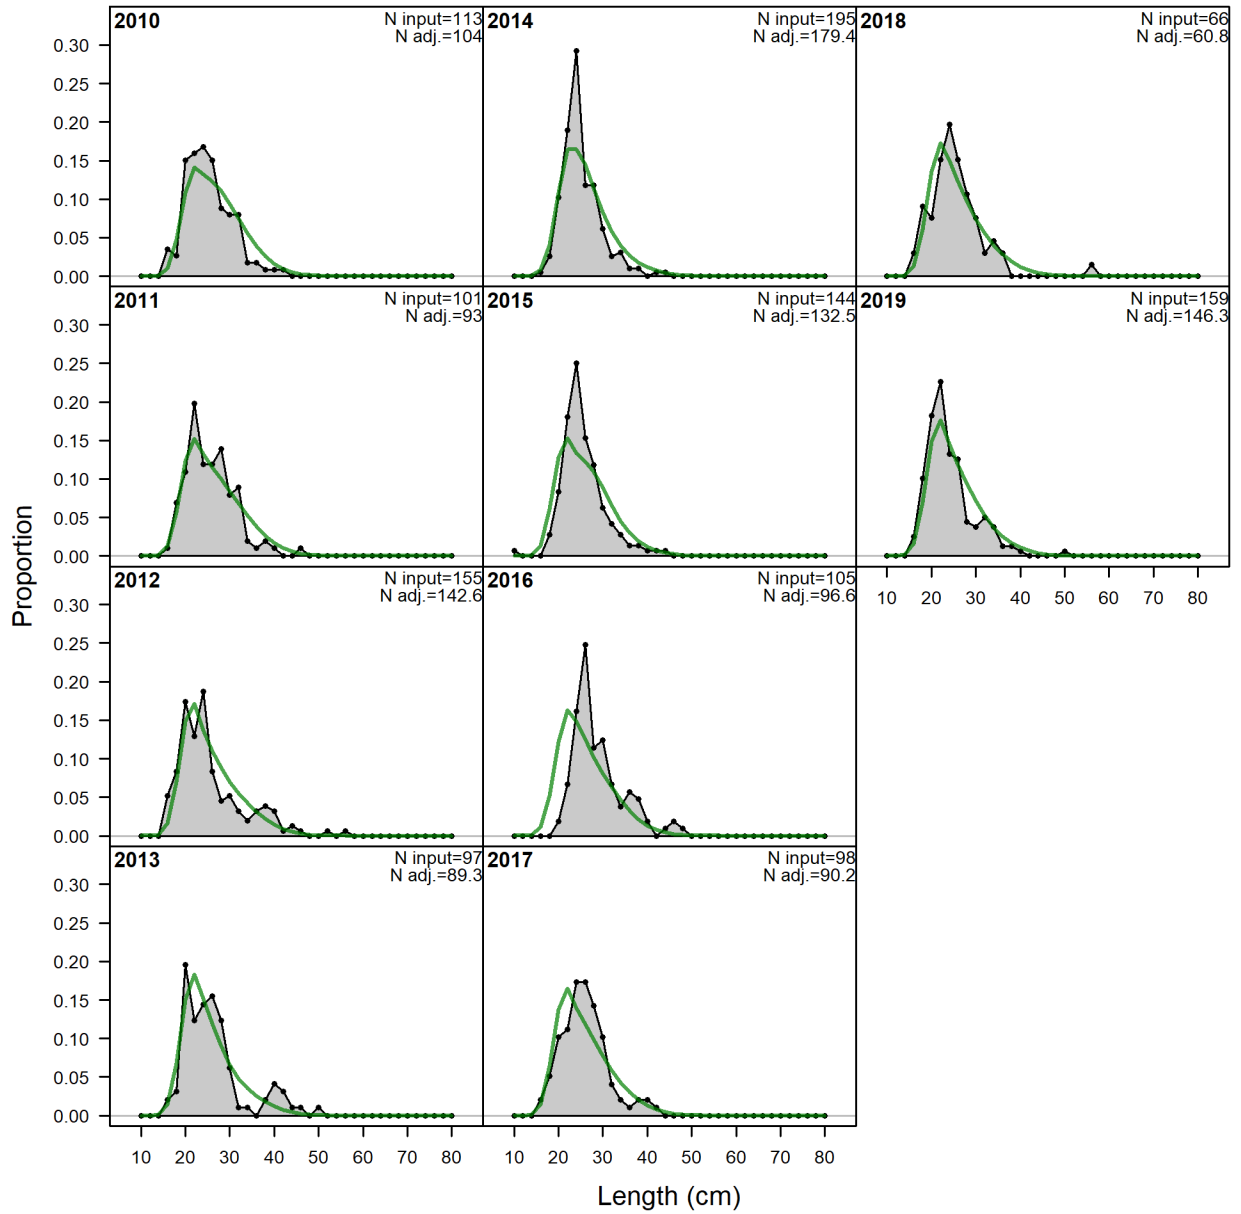 2010
N input=113
N adj.=104
0.30
0.25
0.20
0.15
0.10
0.05
0.00
2014
N input=195
N adj.=179.4
2018
N input=66
N adj.=60.8
2011
N input=101
N adj.=93
0.30
0.25
0.20
0.15
0.10
0.05
0.00
2015
N input=144
N adj.=132.5
2019
N input=159
N adj.=146.3
10 20 30 40 50 60 70 80
2012
N input=155
N adj.=142.6
0.30
0.25
0.20
0.15
0.10
0.05
0.00
2016
N input=105
N adj.=96.6
2013
N input=97
N adj.=89.3
0.30
0.25
0.20
0.15
0.10
0.05
0.00
2017
N input=98
N adj.=90.2
10 20 30 40 50 60 70 80
10 20 30 40 50 60 70 80
Proportion
Length (cm)